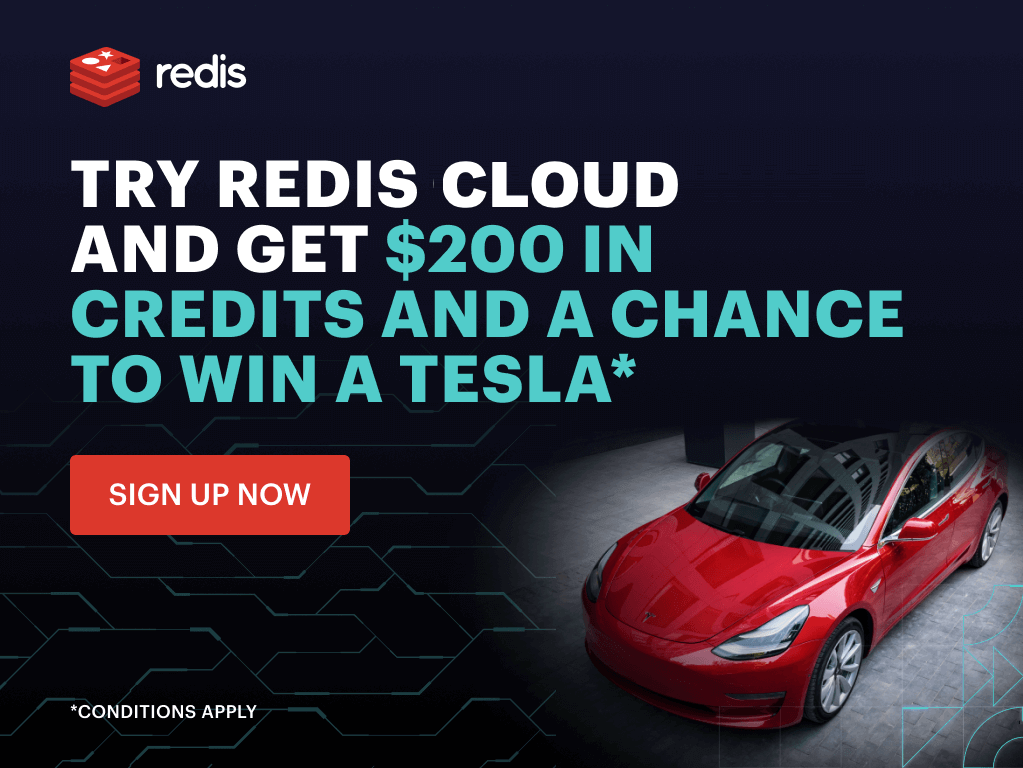 redis
TRY REDIS CLOUD
AND GET $200 IN
CREDITS AND A CHANCE
TO WIN A TESLA*
SIGN UP NOW
*CONDITIONS APPLY